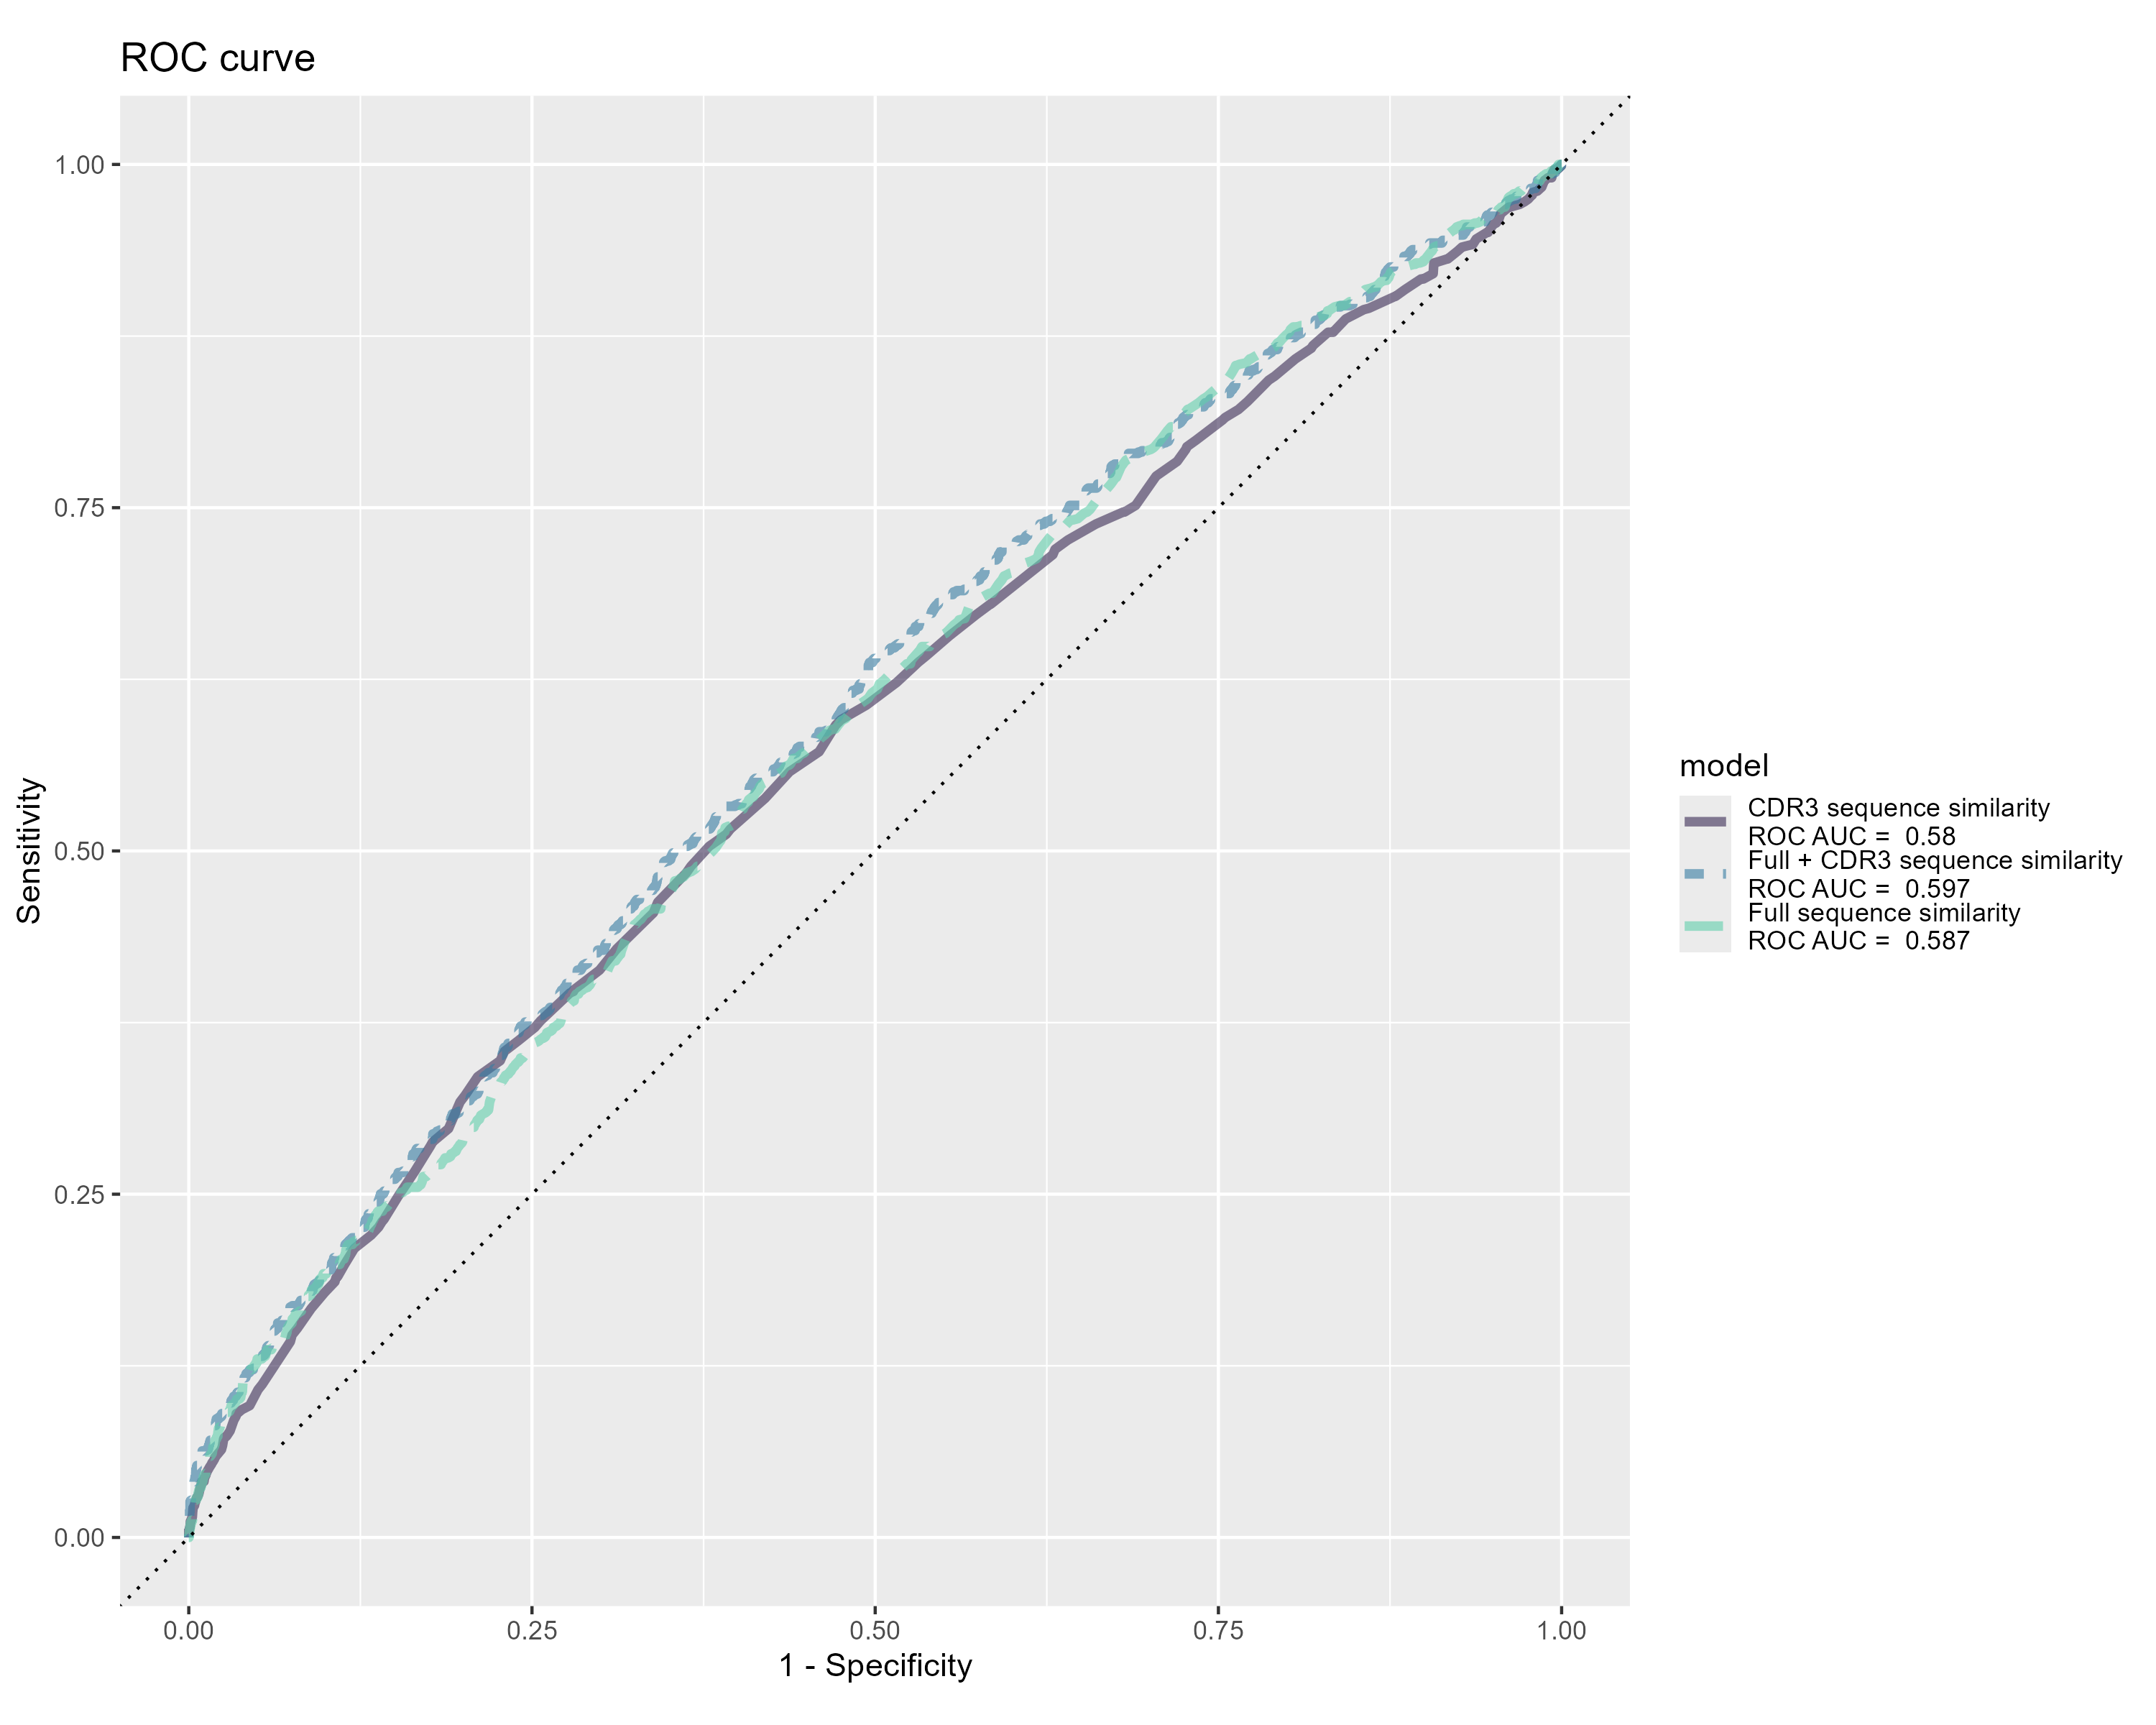 ROC curve
1.00
0.75
0.50
0.25
0.00
Sensitivity
0.00 0.25 0.50 0.75 1.00
1 - Specificity
model
CDR3 sequence similarity
ROC AUC = 0.58
Full + CDR3 sequence similarity
ROC AUC = 0.597
Full sequence similarity
ROC AUC = 0.587